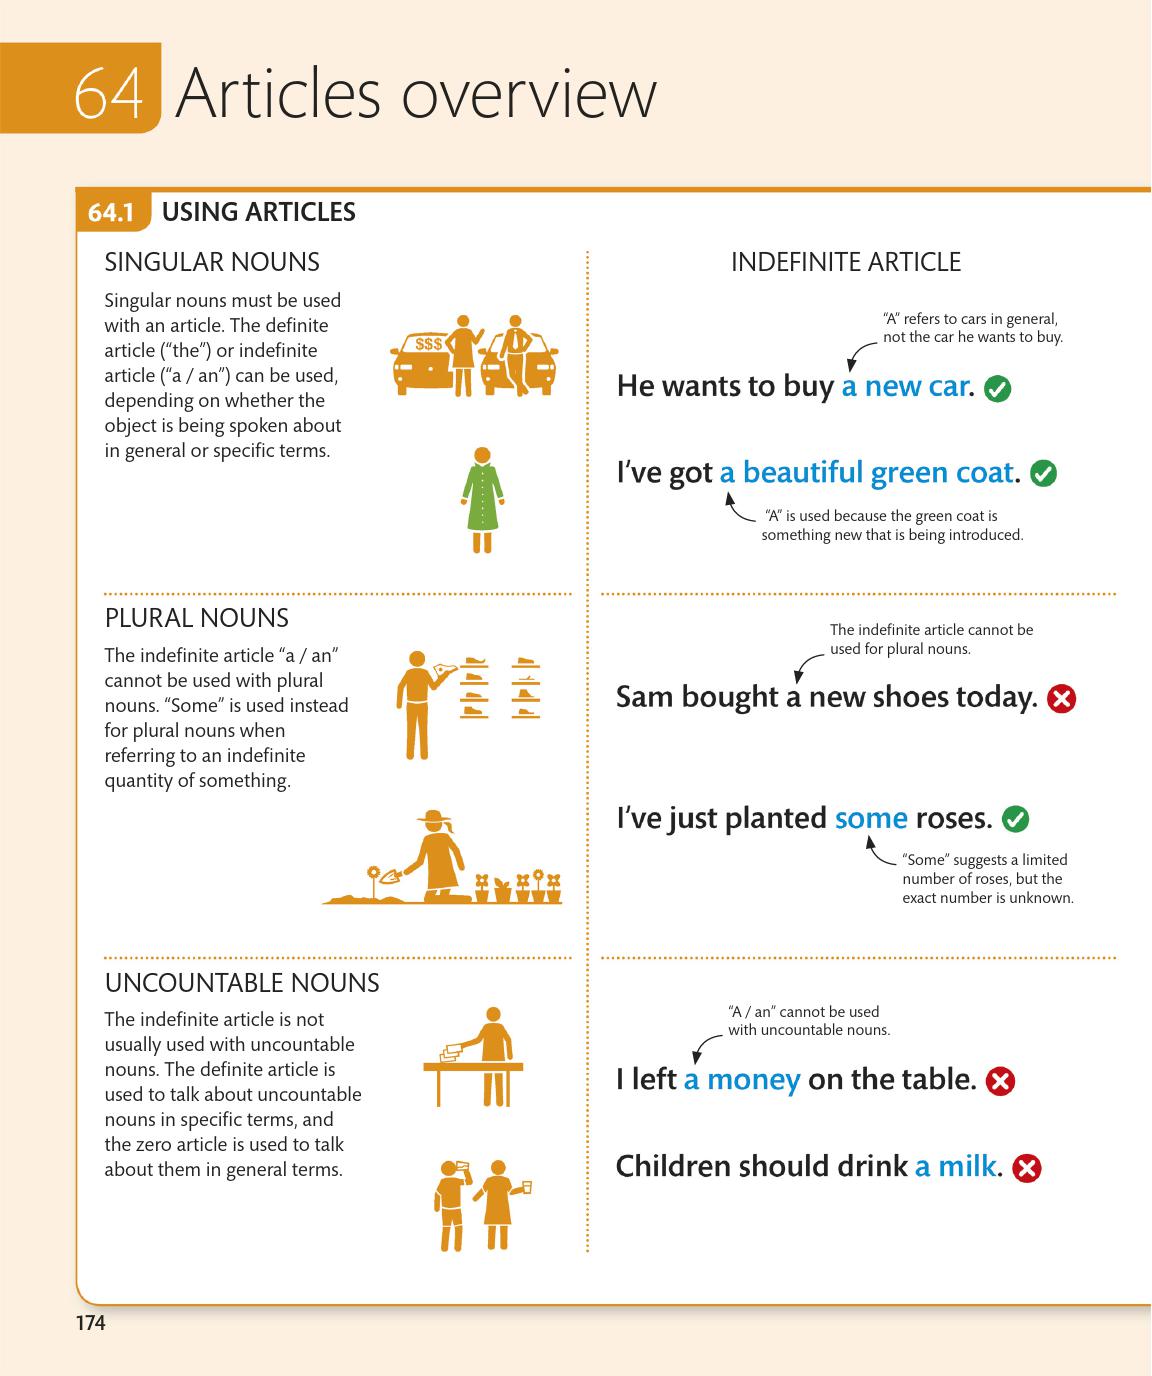 64 Articles overview
64.1 USING ARTICLES
SINGULAR NOUNS
Singular nouns must be used
with an article. The definite
article (“the”) or indefinite
article (“a / an”) can be used,
depending on whether the
object is being spoken about
in general or specific terms.
$$$
INDEFINITE ARTICLE
“A” refers to cars in general,
not the car he wants to buy.
He wants to buy a new car.
I’ve got a beautiful green coat.
“A” is used because the green coat is
something new that is being introduced.
PLURAL NOUNS
The indefinite article “a / an”
cannot be used with plural
nouns. “Some” is used instead
for plural nouns when
referring to an indefinite
quantity of something.
The indefinite article cannot be
used for plural nouns.
Sam bought a new shoes today.
I’ve just planted some roses.
“Some” suggests a limited
number of roses, but the
exact number is unknown.
UNCOUNTABLE NOUNS
The indefinite article is not
usually used with uncountable
nouns. The definite article is
used to talk about uncountable
nouns in specific terms, and
the zero article is used to talk
about them in general terms.
“A / an” cannot be used
with uncountable nouns.
I left a money on the table.
Children should drink a milk.
174